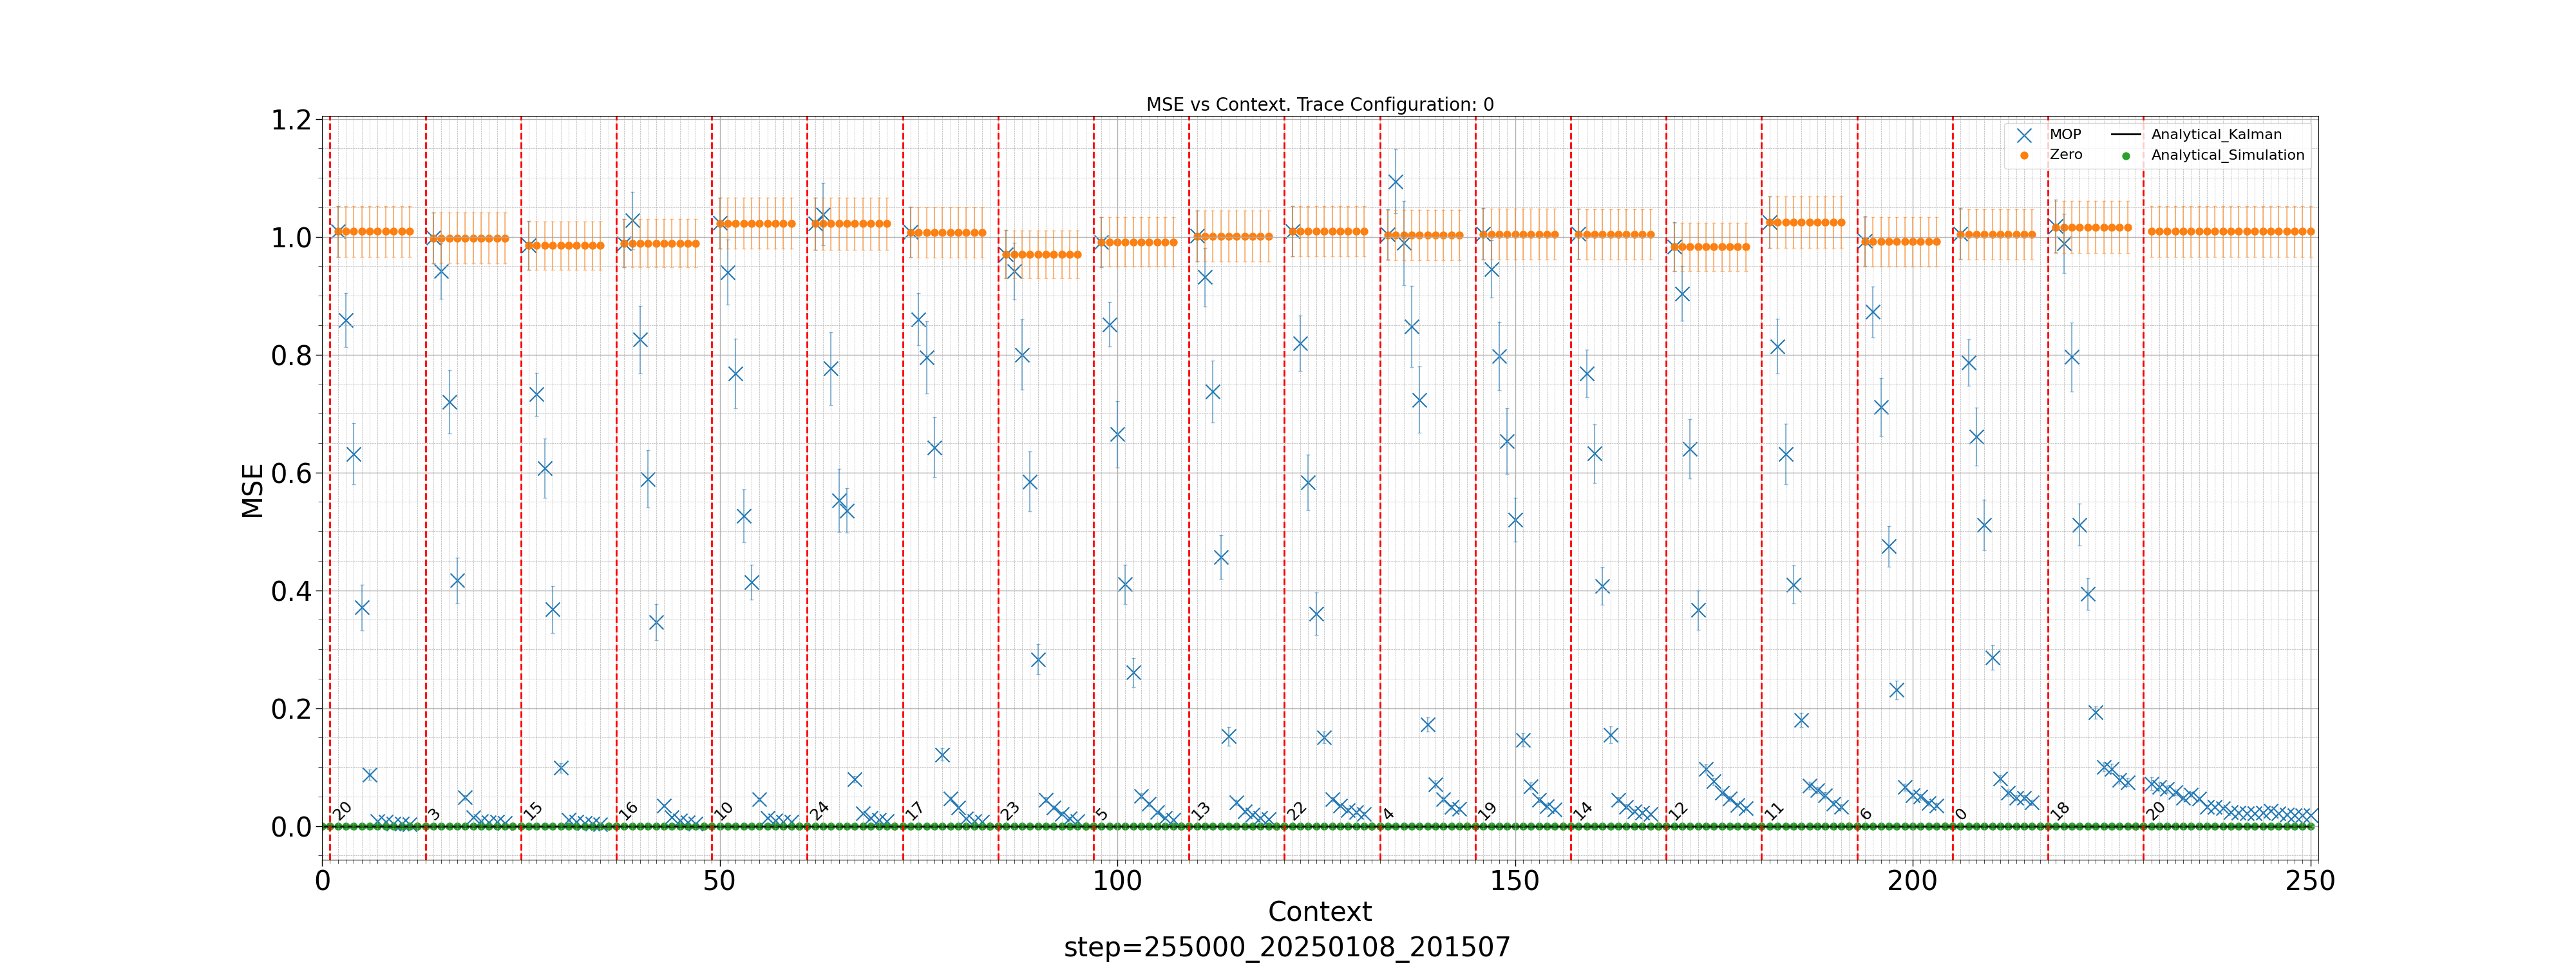 MSE vs Context. Trace Configuration: 0
MOP
Zero
Analytical_Kalman
Analytical_Simulation
1.2
1.0
0.8
0.6
0.4
0.2
0.0
MSE
20 3 15 16 10 24 17 23 5 13 22 4 19 14 12 11 6 0 18 20
0 50 100 150 200 250
Context
step=255000_20250108_201507